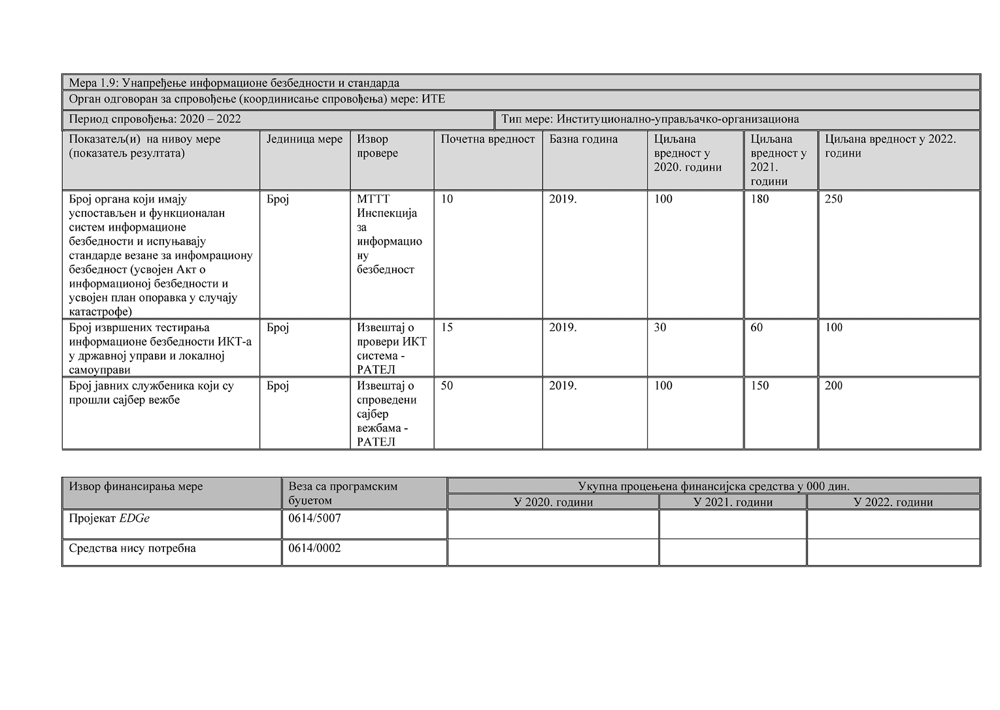 Мера 1.9: Унапређење информационе безбедности и стандарда
Орган одговоран за спровођење (координисање спровођења) мере: ИТЕ
Период спровођења: 2020 – 2022
Тип мере: Институционално-управљачко-организациона
Показатељ(и) на нивоу мере
(показатељ резултата)
Јединица мере
Извор
провере
Почетна вредност
Базна година
Циљана
вредност у
2020. години
Циљана
вредност у
2021.
години
Циљана вредност у 2022.
години
Број органа који имају
успостављен и функционалан
систем информационе
безбедности и испуњавају
стандарде везане за инфомрациону
безбедност (усвојен Акт о
информационој безбедности и
усвојен план опоравка у случају
катастрофе)
Број
МТТТ
Инспекција
за
информацио
ну
безбедност
10
2019.
100
180
250
Број извршених тестирања
информационе безбедности ИКТ-а
у државној управи и локалној
самоуправи
Број
Извештај о
провери ИКТ
система -
РАТЕЛ
15
2019.
30
60
100
Број јавних службеника који су
прошли сајбер вежбе
Број
Извештај о
спроведени
сајбер
вежбама -
РАТЕЛ
50
2019.
100
150
200
Извор финансирања мере
Веза са програмским
буџетом
Укупна процењена финансијска средства у 000 дин.
У 2020. години
У 2021. години
У 2022. години
Пројекат EDGe
0614/5007
Средства нису потребна
0614/0002